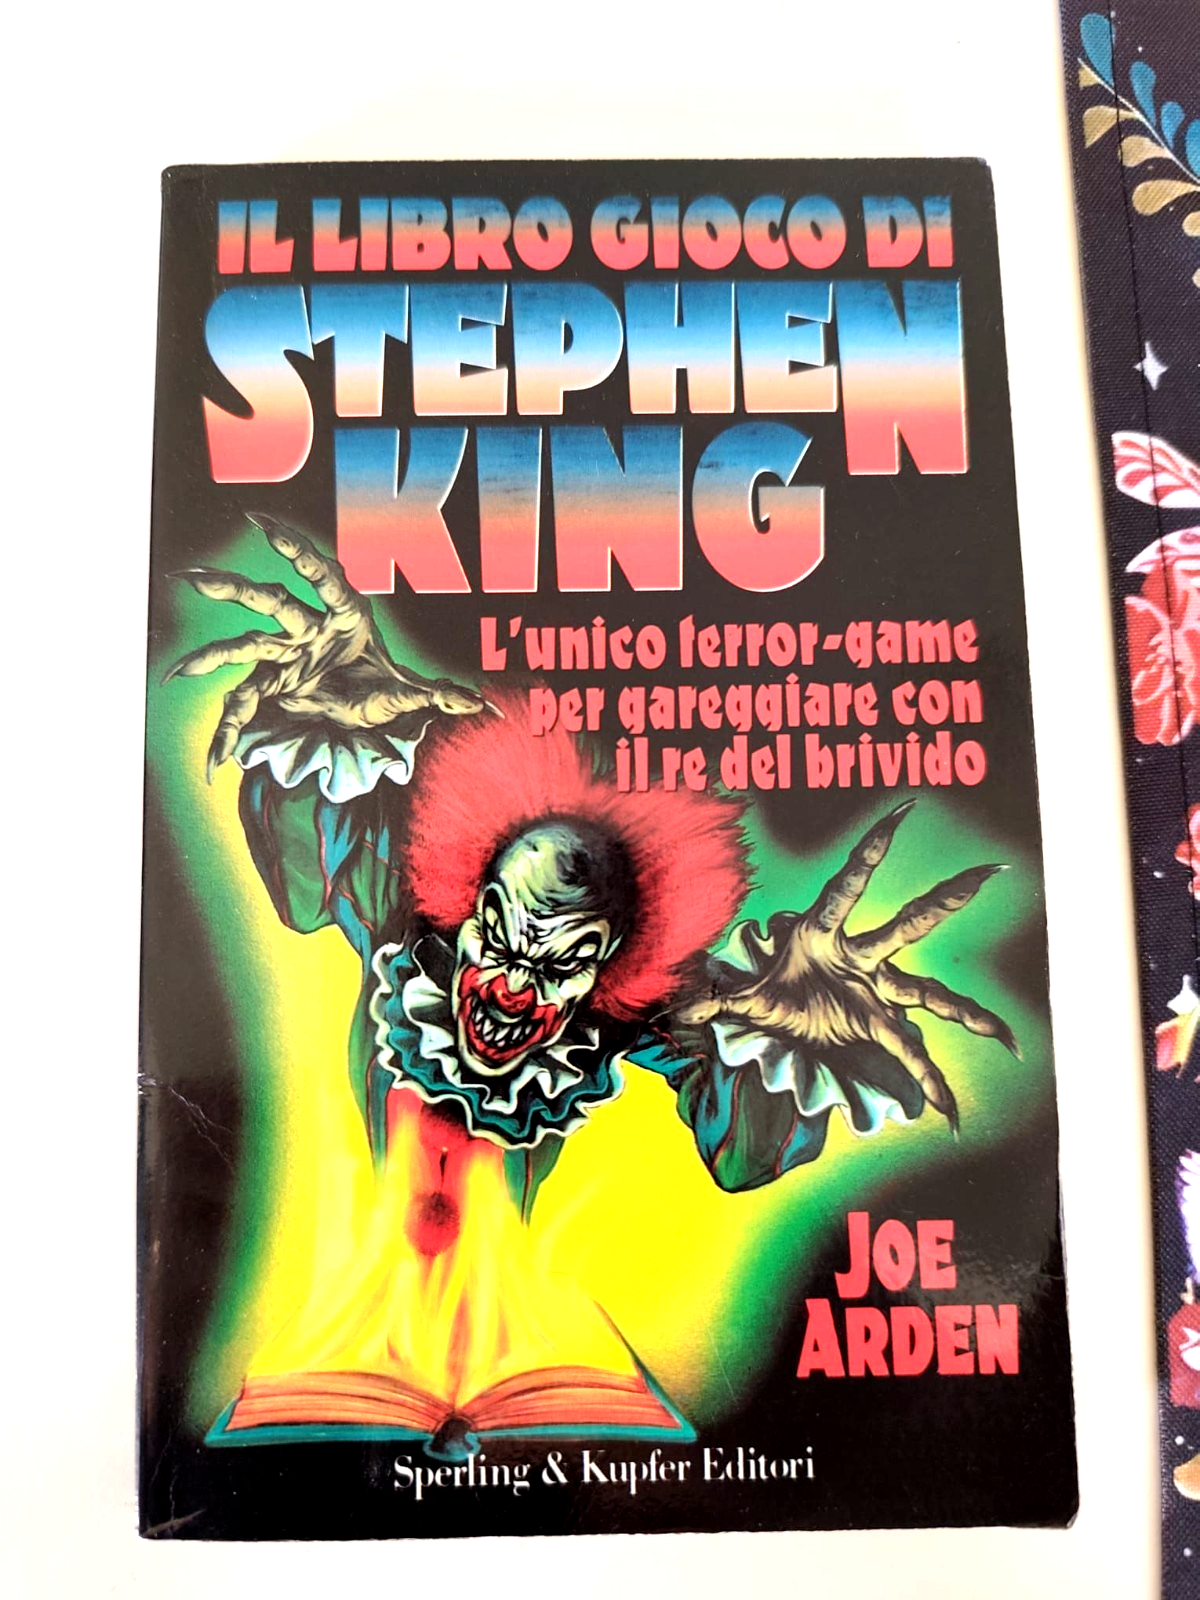 IL LIBRO GIOCO DI
STEPHEN
KING
L'unico terror-game
per gareggiare con
il re del brivido
JOE
ARDEN
Sperling & Kupfer Editori